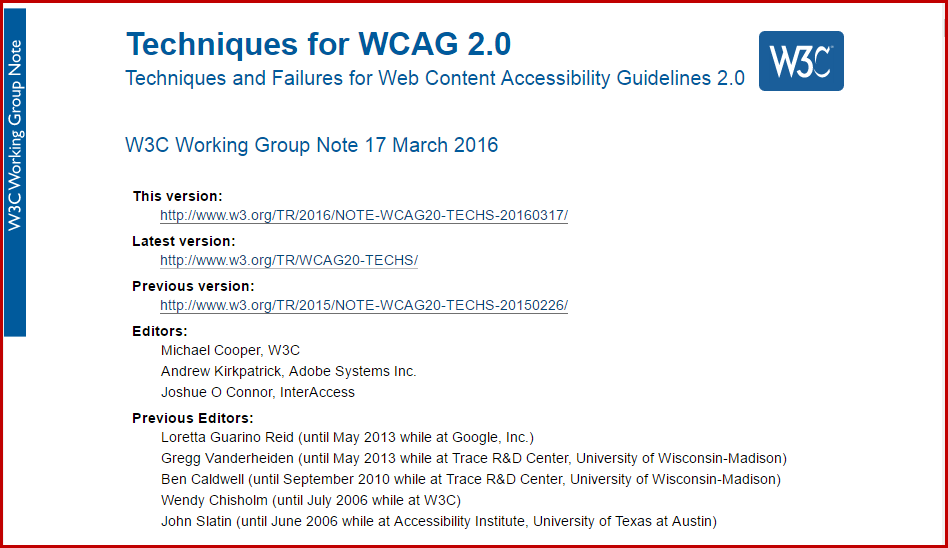 W3C Working Group Note
Techniques for WCAG 2.0
Techniques and Failures for Web Content Accessibility Guidelines 2.0
W3C
W3C Working Group Note 17 March 2016
This version:
http://www.w3.org/TR/2016/NOTE-WCAG20-TECHS-20160317/
Latest version:
http://www.w3.org/TR/WCAG20-TECHS/
Previous version:
http://www.w3.org/TR/2015/NOTE-WCAG20-TECHS-20150226/
Editors:
Michael Cooper, W3C
Andrew Kirkpatrick, Adobe Systems Inc.
Joshue O Connor, InterAccess
Previous Editors:
Loretta Guarino Reid (until May 2013 while at Google, Inc.)
Gregg Vanderheiden (until May 2013 while at Trace R&D Center, University of Wisconsin-Madison)
Ben Caldwell (until September 2010 while at Trace R&D Center, University of Wisconsin-Madison)
Wendy Chisholm (until July 2006 while at W3C)
John Slatin (until June 2006 while at Accessibility Institute, University of Texas at Austin)